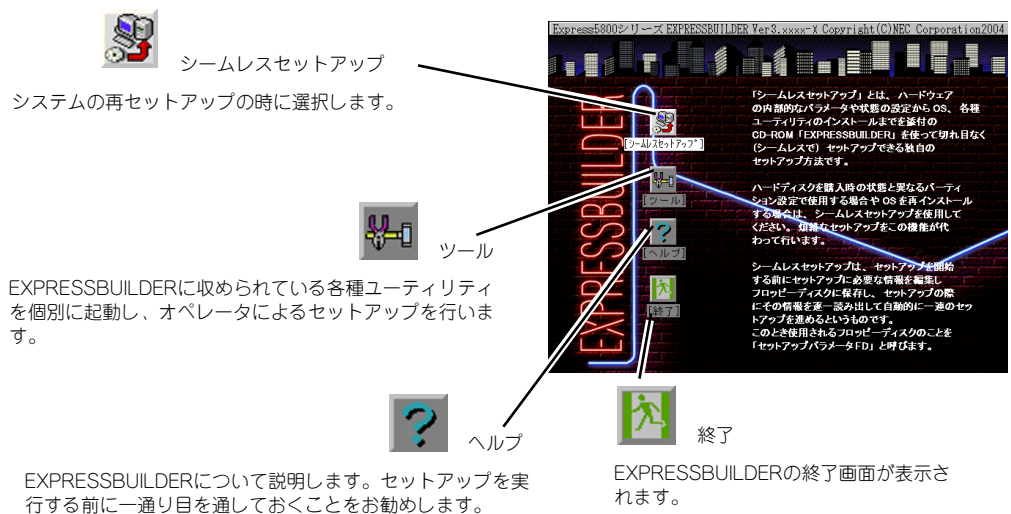 シームレスセットアップ
システムの再セットアップの時に選択します。
ツール
EXPRESSBUILDERに収められている各種ユーティリティ
を個別に起動し、オペレータによるセットアップを行いま
す。
ヘルプ
EXPRESSBUILDERについて説明します。セットアップを実
行する前に一通り目を通しておくことをお勧めします。
終了
EXPRESSBUILDERの終了画面が表示さ
れます。
Express5800シリーズ EXPRESSBUILDER Ver3.xxxx-X Copyright(C)NEC Corporation2004
EXPRESSBUILDER
[シームレスセットアップ]
[ツール]
[ヘルプ]
[終了]
「シームレスセットアップ」とは、ハードウェア
の内部的なパラメータや状態の設定から OS、各種
ユーティリティのインストールまでを添付の
CD-ROM「EXPRESSBUILDER」を使って切れ目なく
(シームレスで) セットアップできる独自の
セットアップ方法です。
ハードディスクを購入時の状態と異なるパーティ
ション設定で使用する場合や OS を再インストール
する場合は、シームレスセットアップを使用して
ください。煩雑なセットアップをこの機能が代
わって行います。
シームレスセットアップは、セットアップを開始
する前にセットアップに必要な情報を編集し
フロッピーディスクに保存し、セットアップの際
にその情報を逐一読み出して自動的に一連のセッ
トアップを進めるというものです。
このとき使用されるフロッピーディスクのことを
「セットアップパラメータFD」と呼びます。